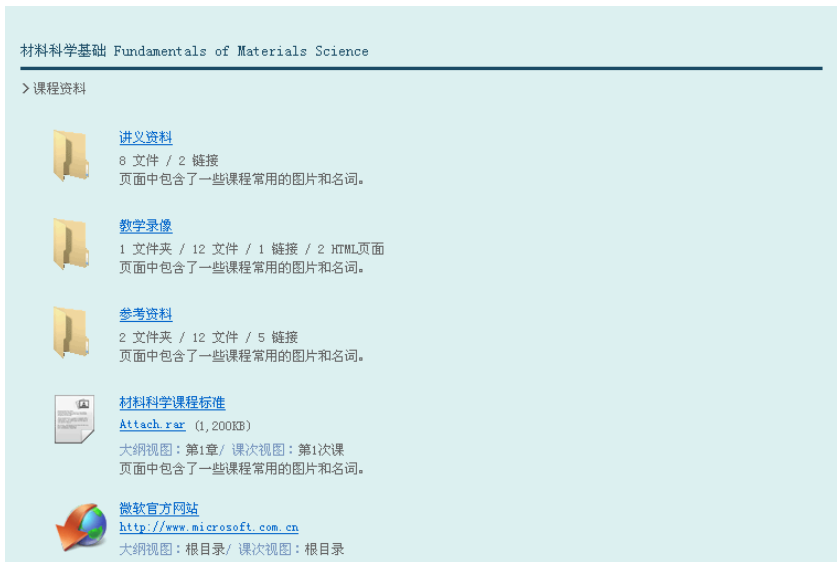 材料科学基础 Fundamentals of Materials Science
>课程资料
讲义资料
8 文件 / 2 链接
页面中包含了一些课程常用的图片和名词。
教学录像
1 文件夹 / 12 文件 / 1 链接 / 2 HTML页面
页面中包含了一些课程常用的图片和名词。
参考资料
2 文件夹 / 12 文件 / 5 链接
页面中包含了一些课程常用的图片和名词。
材料科学课程标准
Attach.rar (1,200KB)
大纲视图：第1章/ 课次视图：第1次课
页面中包含了一些课程常用的图片和名词。
微软官方网站
http://www.microsoft.com.cn
大纲视图：根目录/ 课次视图：根目录